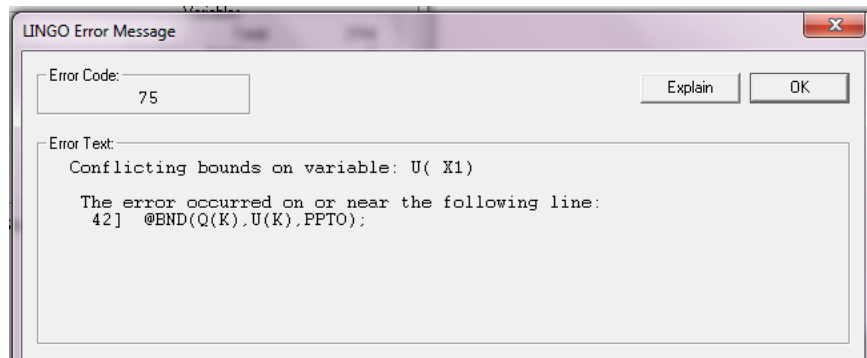 LINGO Error Message
Error Code:
75
Explain
OK
Error Text:
Conflicting bounds on variable: U( X1)
The error occurred on or near the following line:
42] @BND(Q(K),U(K),PPTO);